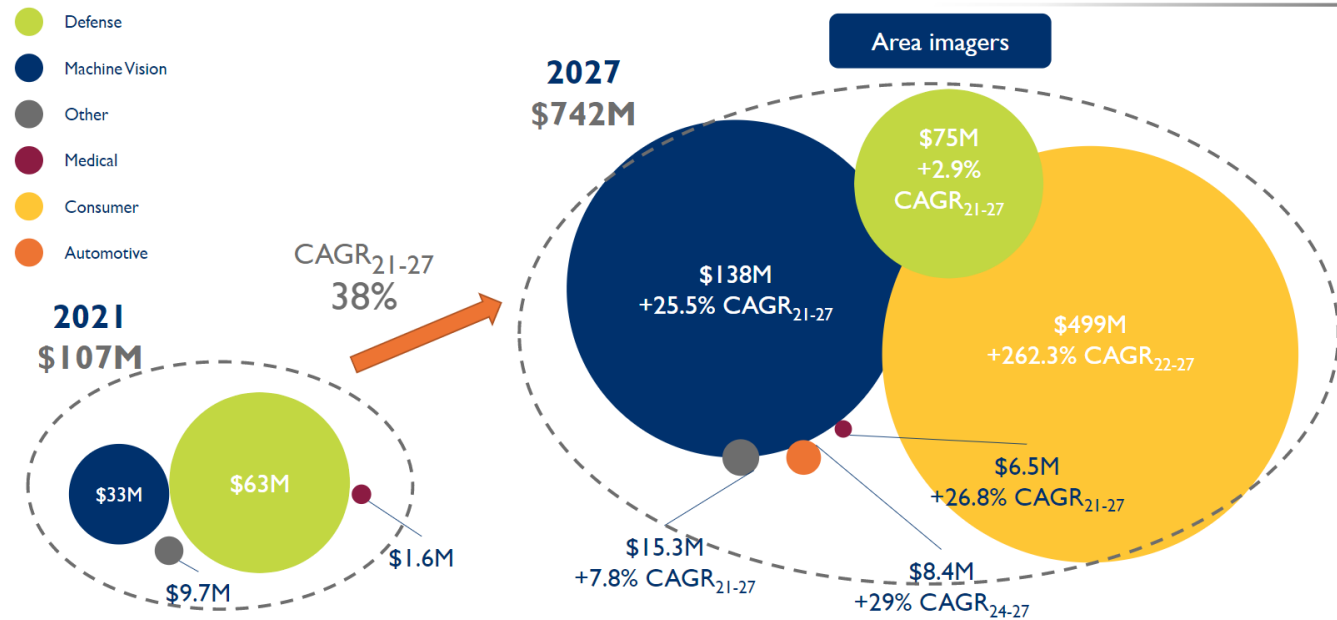 Defense
Machine Vision
Other
Medical
Consumer
Automotive
Area imagers
2021
$107M
$33M
$63M
$9.7M
$1.6M
CAGR21-27
38%
2027
$742M
$138M
+25.5% CAGR21-27
$75M
+2.9%
CAGR21-27
$499M
+262.3% CAGR22-27
$15.3M
+7.8% CAGR21-27
$8.4M
+29% CAGR24-27
$6.5M
+26.8% CAGR21-27